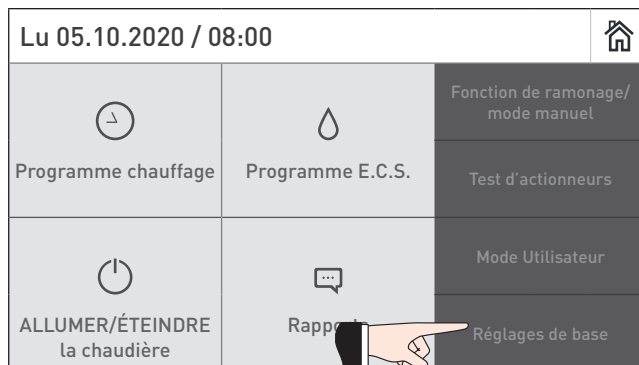 Lu 05.10.2020 / 08:00
Programme chauffage
Programme E.C.S.
Fonction de ramonage/
mode manuel
Test d'actionneurs
Mode Utilisateur
ALLUMER/ÉTEINDRE
la chaudière
Réglages de base